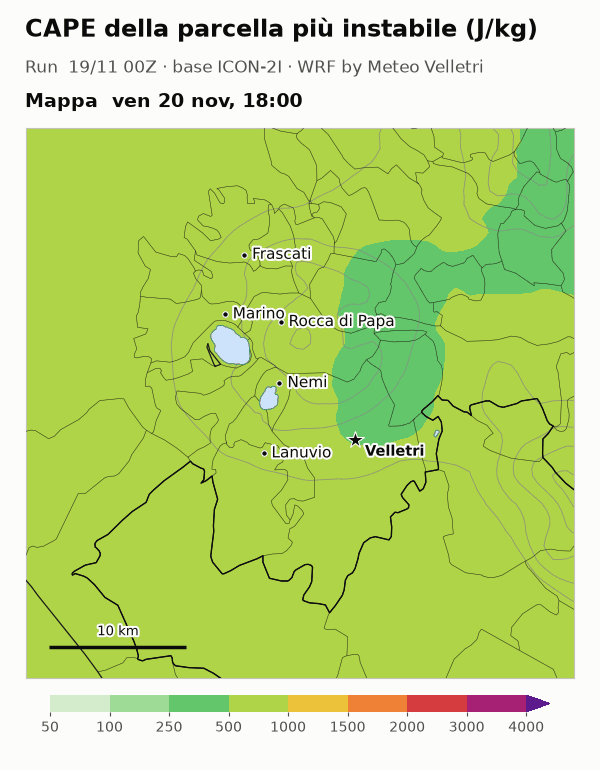 CAPE della parcella più instabile (J/kg)
Run  19/11 00Z · base ICON-2I · WRF by Meteo Velletri
Mappa  ven 20 nov, 18:00
Frascati
Marino
Rocca di Papa
Nemi
Lanuvio
Velletri
10 km
50 100 250 500 1000 1500 2000 3000 4000